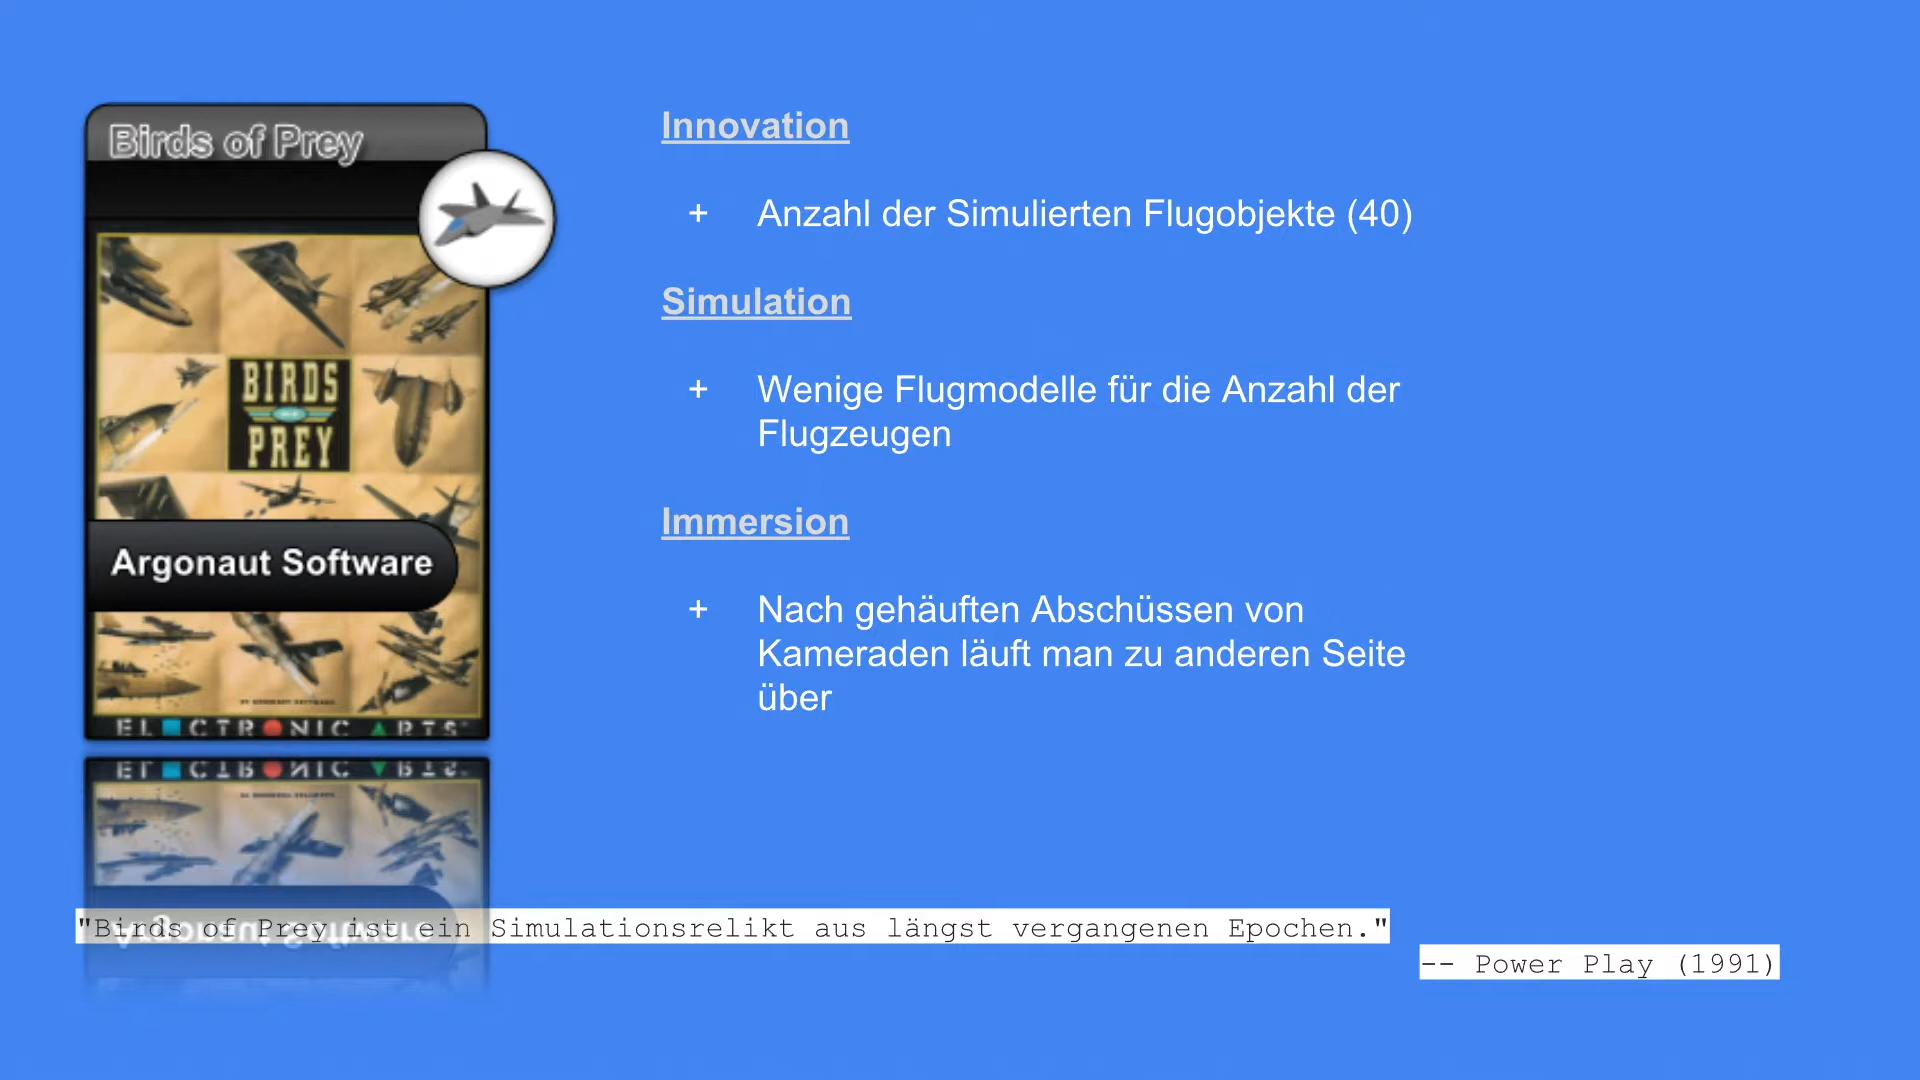 Birds of Prey
BIRDS
OF
PREY
Argonaut Software
ELECTRONIC ARTS
Innovation
+ Anzahl der Simulierten Flugobjekte (40)
Simulation
+ Wenige Flugmodelle für die Anzahl der
Flugzeugen
Immersion
+ Nach gehäuften Abschüssen von
Kameraden läuft man zu anderen Seite
über
"Birds of Prey ist ein Simulationsrelikt aus längst vergangenen Epochen."
-- Power Play (1991)